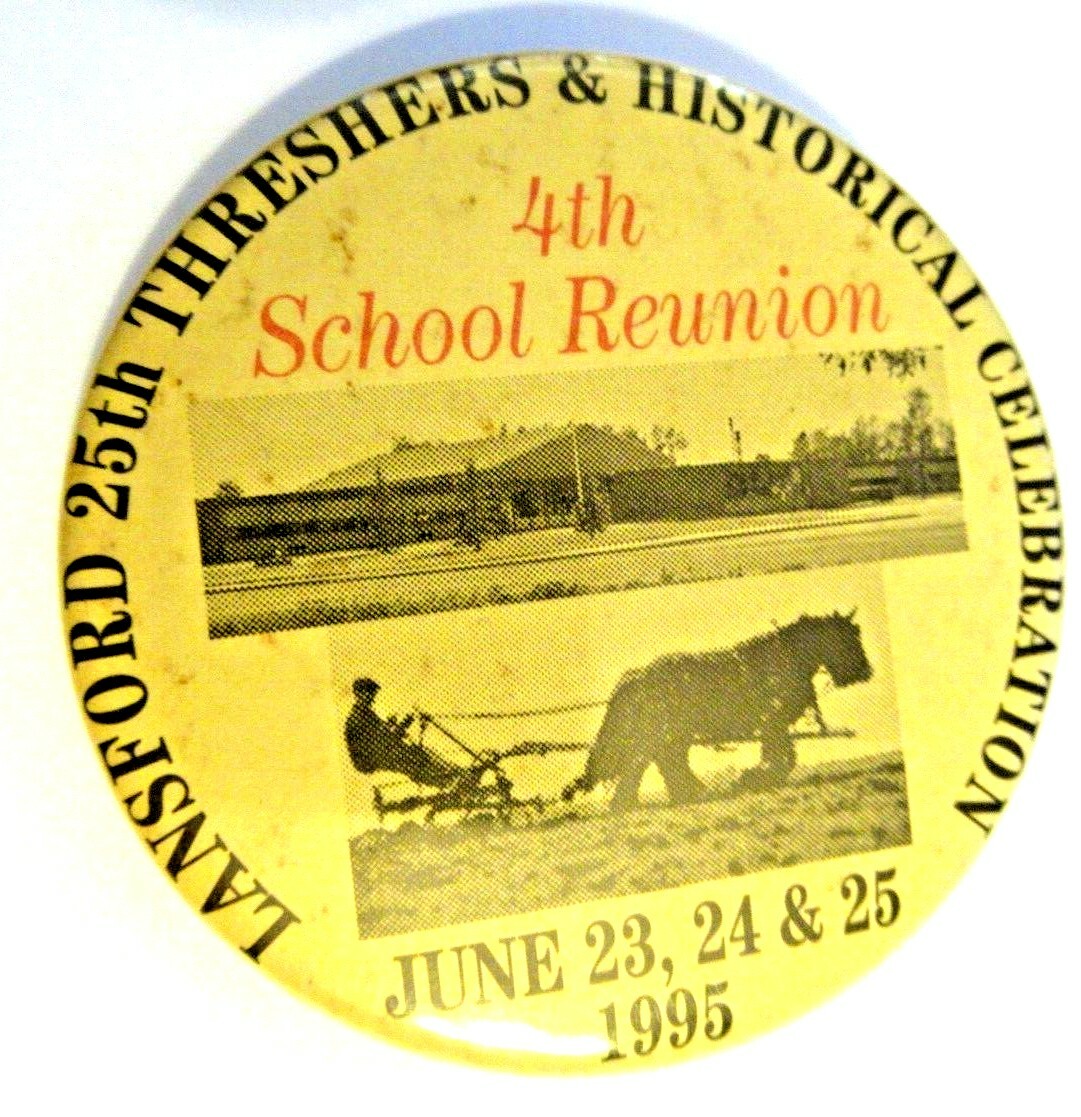 LANSFORD 25th THRESHERS & HISTORICAL CELEBRATION
4th
School Reunion
JUNE 23, 24 & 25
1995